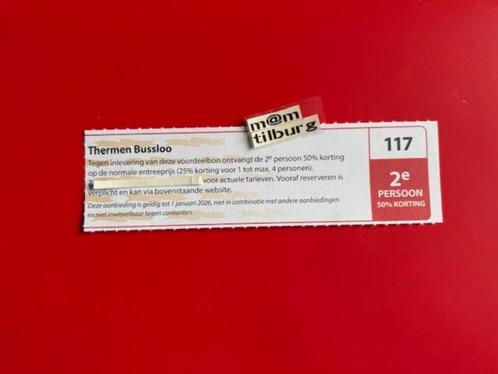 m@m
tilburg
Thermen Bussloo
Tegen inlevering van deze voordeelbon ontvangt de 2e persoon 50% korting
op de normale entreeprijs (25% korting voor 1 tot max. 4 personen).
voor actuele tarieven. Vooraf reserveren is
verplicht en kan via bovenstaande website.
Deze aanbieding is geldig tot 1 januari 2026, niet in combinatie met andere aanbiedingen
en niet inwisselbaar tegen contanten.
117
2e
PERSOON
50% KORTING